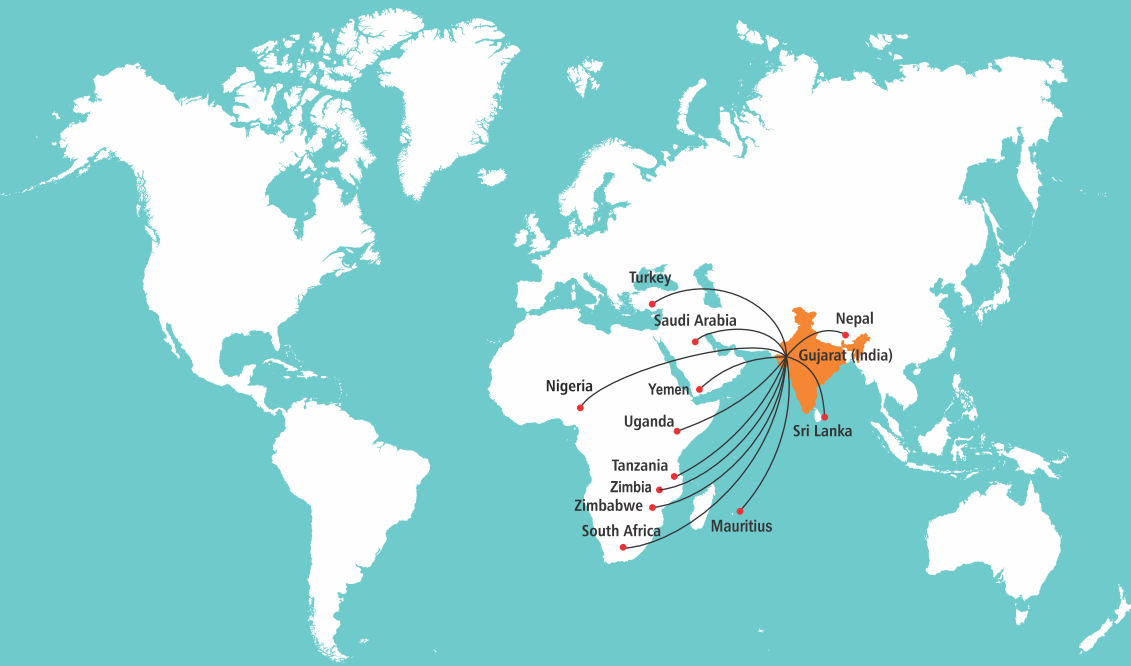 Turkey
Saudi Arabia
Nepal
Gujarat (India)
Nigeria
Yemen
Uganda
Sri Lanka
Tanzania
Zimbia
Zimbabwe
Mauritius
South Africa